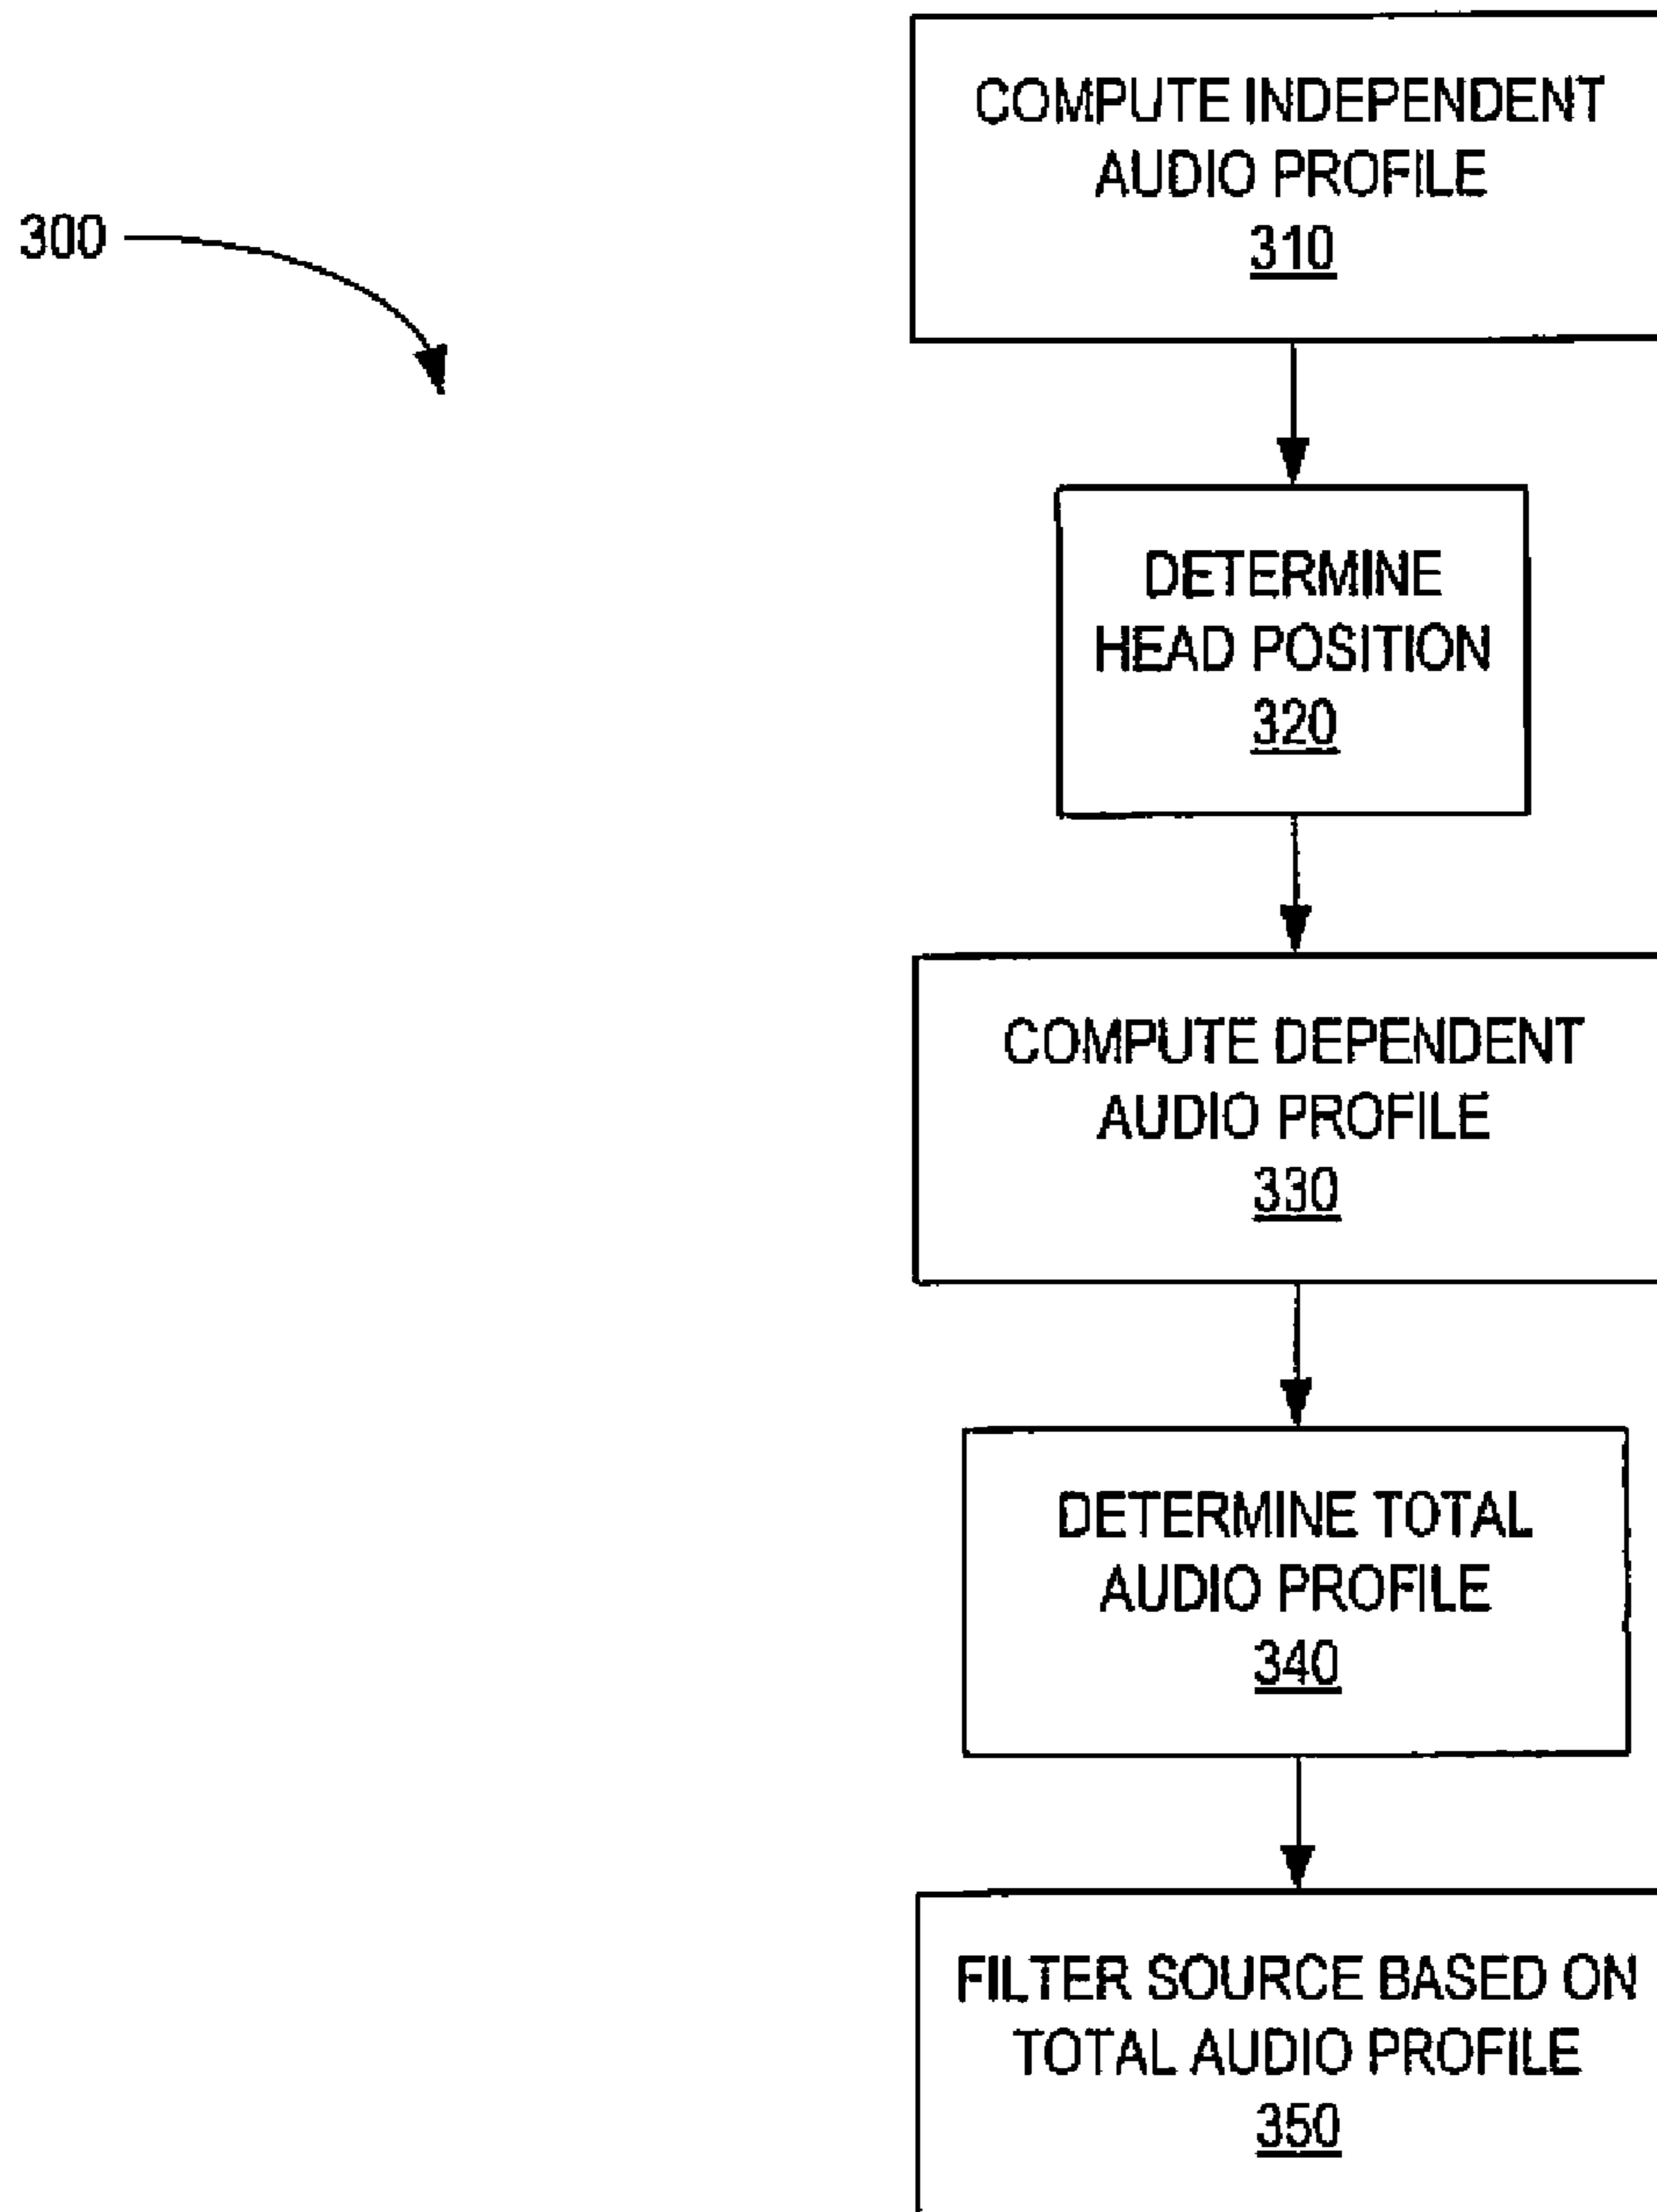 300
COMPUTE INDEPENDENT
AUDIO PROFILE
310
DETERMINE
HEAD POSITION
320
COMPUTE DEPENDENT
AUDIO PROFILE
330
DETERMINE TOTAL
AUDIO PROFILE
340
FILTER SOURCE BASED ON
TOTAL AUDIO PROFILE
350